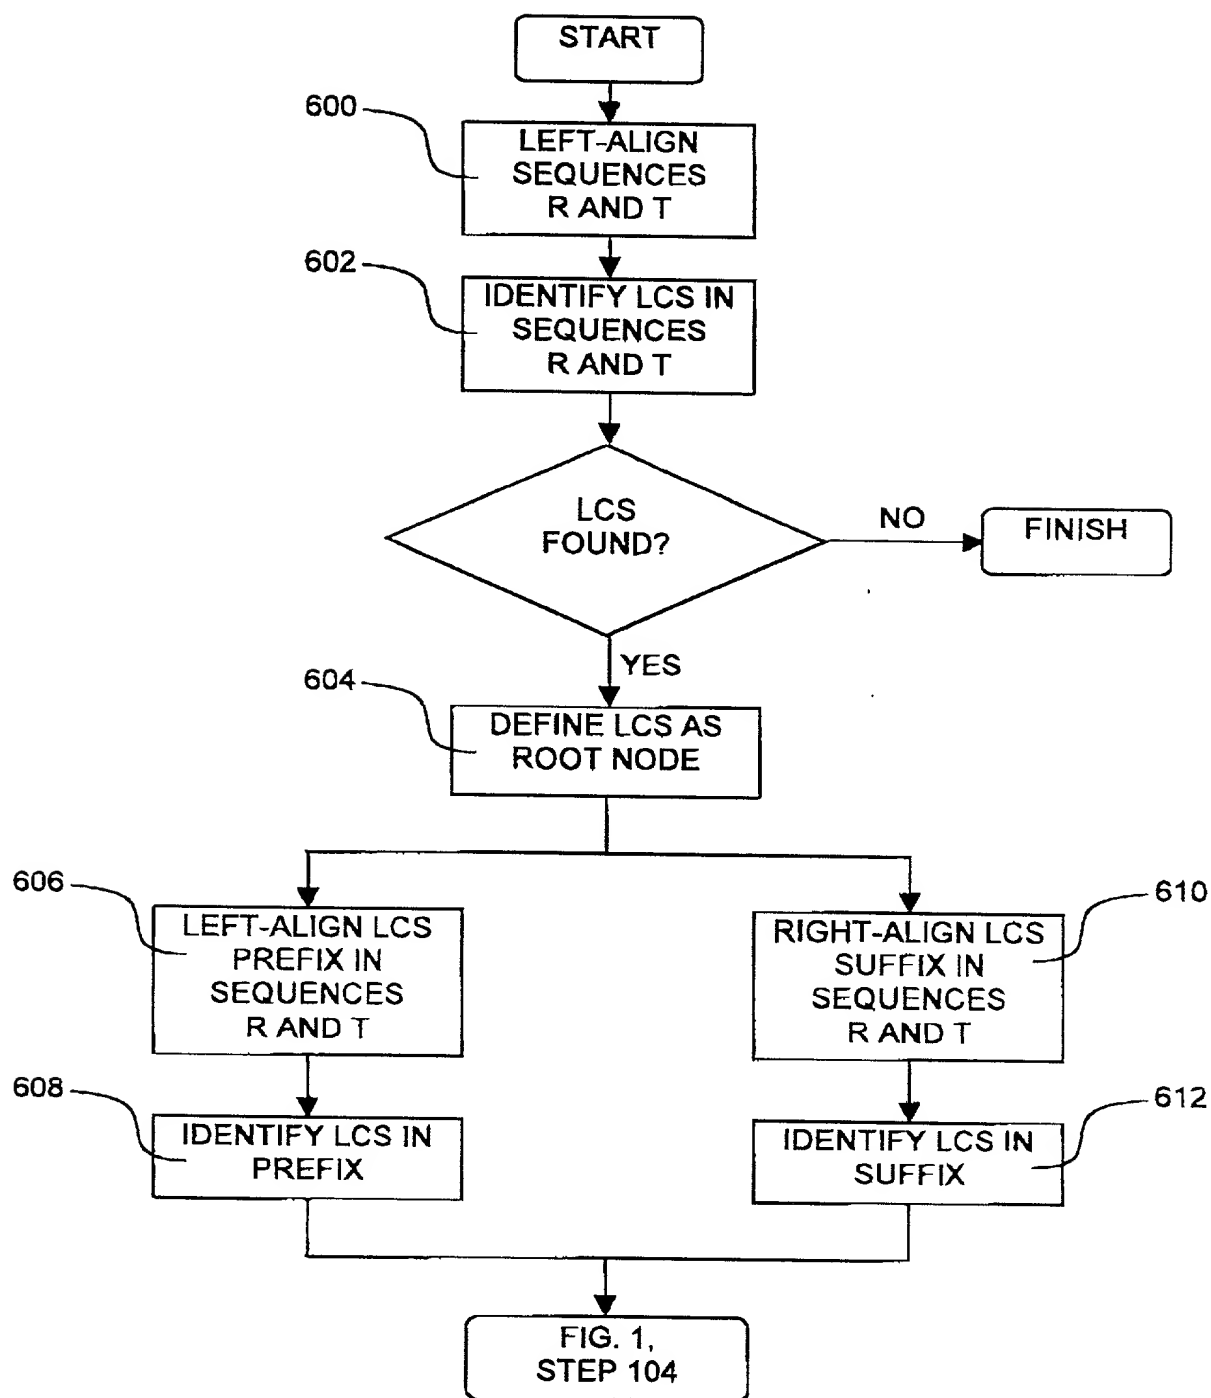 START
600
LEFT-ALIGN
SEQUENCES
R AND T
602
IDENTIFY LCS IN
SEQUENCES
R AND T
LCS
FOUND?
NO
FINISH
YES
604
DEFINE LCS AS
ROOT NODE
606
LEFT-ALIGN LCS
PREFIX IN
SEQUENCES
R AND T
610
RIGHT-ALIGN LCS
SUFFIX IN
SEQUENCES
R AND T
608
IDENTIFY LCS IN
PREFIX
612
IDENTIFY LCS IN
SUFFIX
FIG. 1,
STEP 104